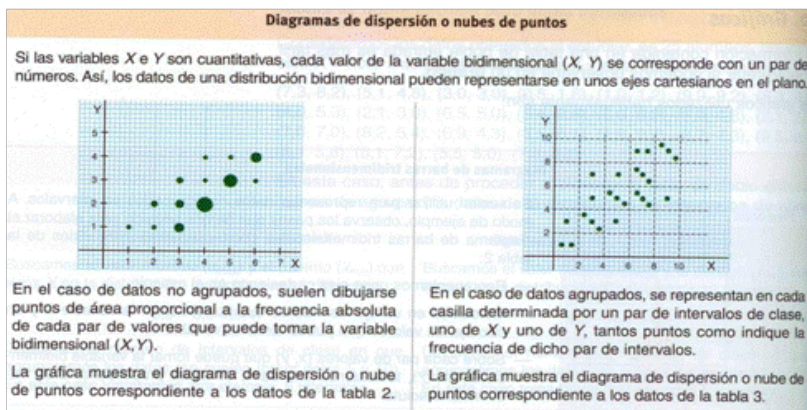 Diagramas de dispersión o nubes de puntos
Si las variables X e Y son cuantitativas, cada valor de la variable bidimensional (X, Y) se corresponde con un par de
números. Así, los datos de una distribución bidimensional pueden representarse en unos ejes cartesianos en el plano.
Y
5
4
3
2
1
1 2 3 4 5 6 7 X
Y
10
8
6
4
2
2 4 6 8 10 X
En el caso de datos no agrupados, suelen dibujarse
puntos de área proporcional a la frecuencia absoluta
de cada par de valores que puede tomar la variable
bidimensional (X, Y).
La gráfica muestra el diagrama de dispersión o nube
de puntos correspondiente a los datos de la tabla 2.
En el caso de datos agrupados, se representan en cada
casilla determinada por un par de intervalos de clase,
uno de X y uno de Y, tantos puntos como indique la
frecuencia de dicho par de intervalos.
La gráfica muestra el diagrama de dispersión o nube de
puntos correspondiente a los datos de la tabla 3.